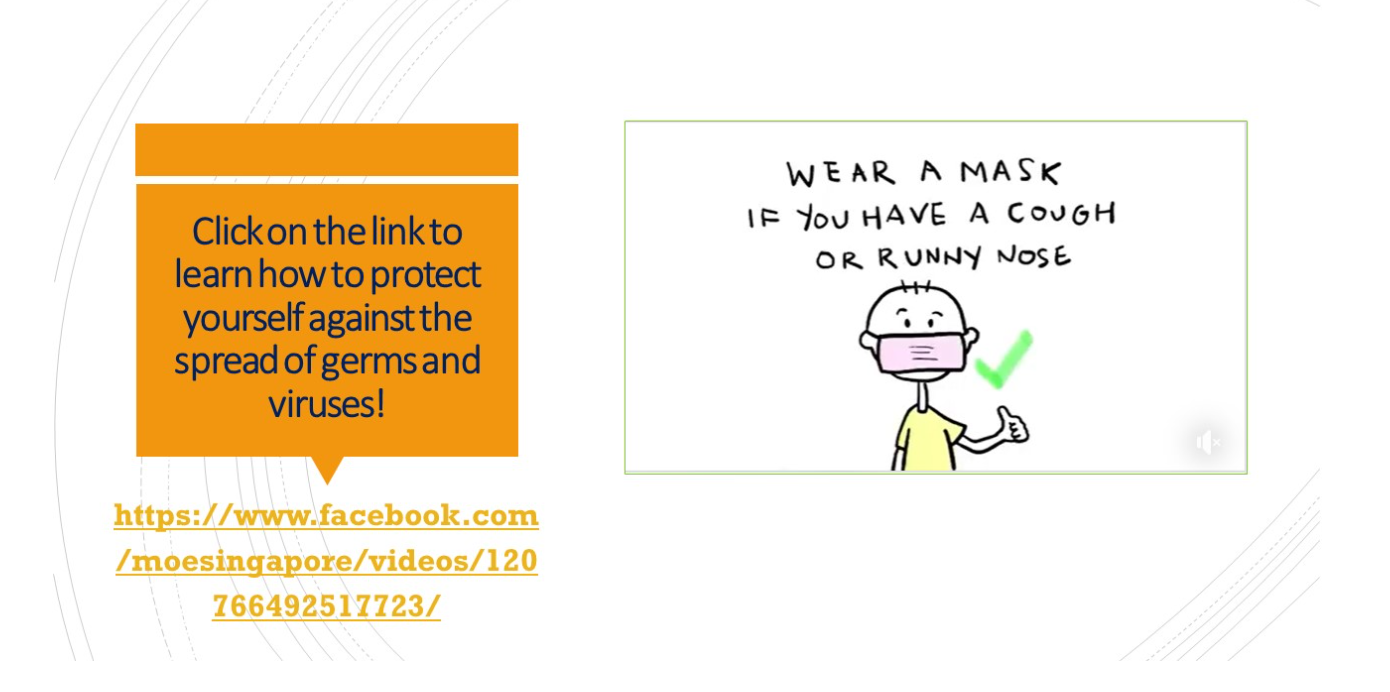 Click on the link to
learn how to protect
yourself against the
spread of germs and
viruses!
https://www.facebook.com
/moesingapore/videos/120
766492517723/
WEAR A MASK
IF YOU HAVE A COUGH
OR RUNNY NOSE